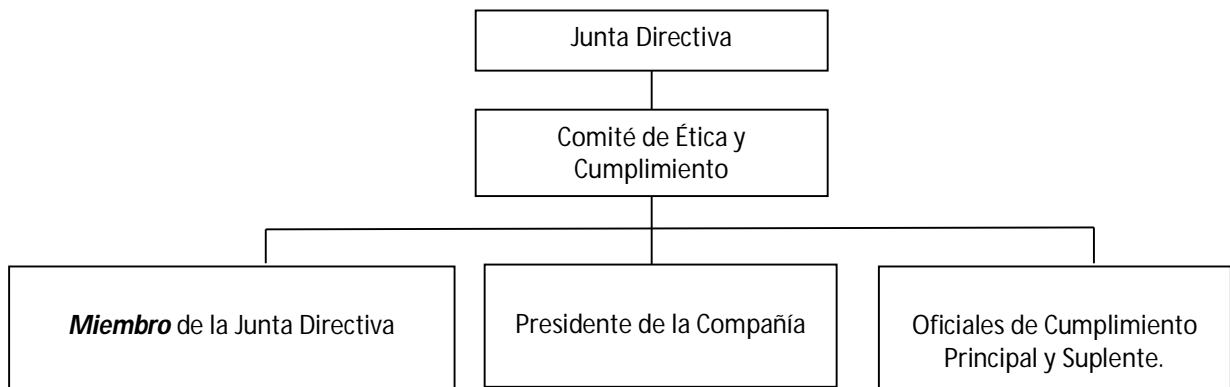 Junta Directiva
Comité de Ética y
Cumplimiento
Miembro de la Junta Directiva
Presidente de la Compañía
Oficiales de Cumplimiento
Principal y Suplente.